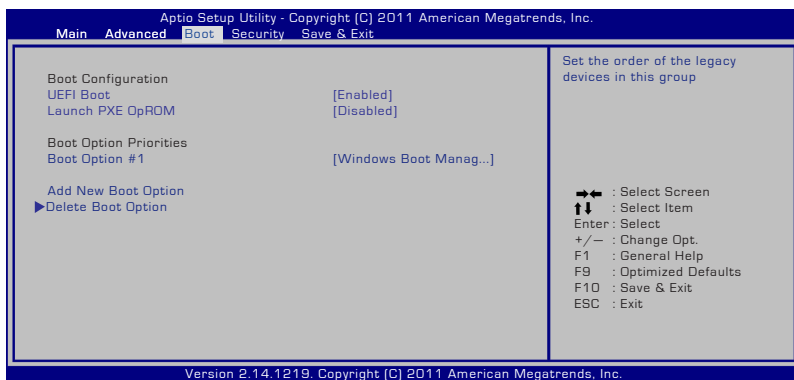 Aptio Setup Utility - Copyright (C) 2011 American Megatrends, Inc.
Main Advanced Boot Security Save & Exit
Boot Configuration
UEFI Boot [Enabled]
Launch PXE OpROM [Disabled]
Boot Option Priorities
Boot Option #1 [Windows Boot Manag...]
Add New Boot Option
▶Delete Boot Option
Set the order of the legacy
devices in this group
→← : Select Screen
↑↓ : Select Item
Enter : Select
+/— : Change Opt.
F1 : General Help
F9 : Optimized Defaults
F10 : Save & Exit
ESC : Exit
Version 2.14.1219. Copyright (C) 2011 American Megatrends, Inc.